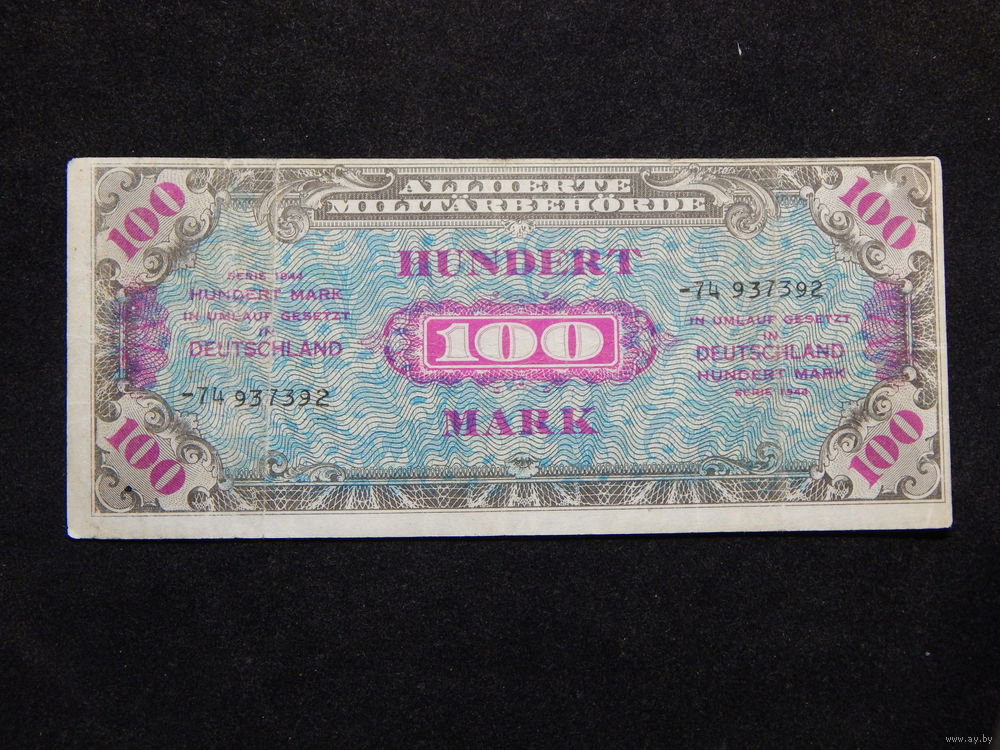 ALLIIERTE
MILITÄRBEHÖRDE
100
100
HUNDERT
SERIE 1944
HUNDERT MARK
IN UMLAUF GESETZT
IN
DEUTSCHLAND
-74 937392
100
-74 937392
IN UMLAUF GESETZT
IN
DEUTSCHLAND
HUNDERT MARK
SERIE 1944
MARK
100
100
www.ay.by